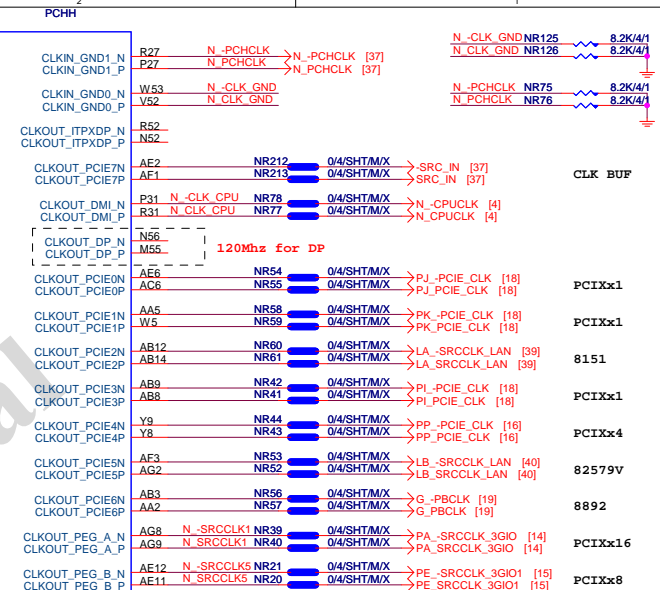 2
PCHH
CLKIN_GND1_N R27 N_-PCHCLK N_-PCHCLK [37]
CLKIN_GND1_P P27 N_PCHCLK N_PCHCLK [37]
N_-CLK_GND NR125 8.2K/4/1
N_CLK_GND NR126 8.2K/4/1
CLKIN_GND0_N W53 N_-CLK_GND
CLKIN_GND0_P V52 N_CLK_GND
N_-PCHCLK NR75 8.2K/4/1
N_PCHCLK NR76 8.2K/4/1
CLKOUT_ITPXDP_N R52
CLKOUT_ITPXDP_P N52
CLKOUT_PCIE7N AE2 NR212 0/4/SHT/M/X -SRC_IN [37]
CLKOUT_PCIE7P AF1 NR213 0/4/SHT/M/X SRC_IN [37]
CLK BUF
CLKOUT_DMI_N P31 N_-CLK_CPU NR78 0/4/SHT/M/X N_-CPUCLK [4]
CLKOUT_DMI_P R31 N_CLK_CPU NR77 0/4/SHT/M/X N_CPUCLK [4]
CLKOUT_DP_N N56
CLKOUT_DP_P M55
120Mhz for DP
CLKOUT_PCIE0N AE6 NR54 0/4/SHT/M/X PJ_-PCIE_CLK [18]
CLKOUT_PCIE0P AC6 NR55 0/4/SHT/M/X PJ_PCIE_CLK [18]
PCIXx1
CLKOUT_PCIE1N AA5 NR58 0/4/SHT/M/X PK_-PCIE_CLK [18]
CLKOUT_PCIE1P W5 NR59 0/4/SHT/M/X PK_PCIE_CLK [18]
PCIXx1
CLKOUT_PCIE2N AB12 NR60 0/4/SHT/M/X LA_-SRCCLK_LAN [39]
CLKOUT_PCIE2P AB14 NR61 0/4/SHT/M/X LA_SRCCLK_LAN [39]
8151
CLKOUT_PCIE3N AB9 NR42 0/4/SHT/M/X PI_-PCIE_CLK [18]
CLKOUT_PCIE3P AB8 NR41 0/4/SHT/M/X PI_PCIE_CLK [18]
PCIXx1
CLKOUT_PCIE4N Y9 NR44 0/4/SHT/M/X PP_-PCIE_CLK [16]
CLKOUT_PCIE4P Y8 NR43 0/4/SHT/M/X PP_PCIE_CLK [16]
PCIXx4
CLKOUT_PCIE5N AF3 NR53 0/4/SHT/M/X LB_-SRCCLK_LAN [40]
CLKOUT_PCIE5P AG2 NR52 0/4/SHT/M/X LB_SRCCLK_LAN [40]
82579V
CLKOUT_PCIE6N AB3 NR56 0/4/SHT/M/X G_-PBCLK [19]
CLKOUT_PCIE6P AA2 NR57 0/4/SHT/M/X G_PBCLK [19]
8892
CLKOUT_PEG_A_N AG8 N_-SRCCLK1 NR39 0/4/SHT/M/X PA_-SRCCLK_3GIO [14]
CLKOUT_PEG_A_P AG9 N_SRCCLK1 NR40 0/4/SHT/M/X PA_SRCCLK_3GIO [14]
PCIXx16
CLKOUT_PEG_B_N AE12 N_-SRCCLK5 NR21 0/4/SHT/M/X PE_-SRCCLK_3GIO1 [15]
CLKOUT_PEG_B_P AE11 N_SRCCLK5 NR20 0/4/SHT/M/X PE_SRCCLK_3GIO1 [15]
PCIXx8